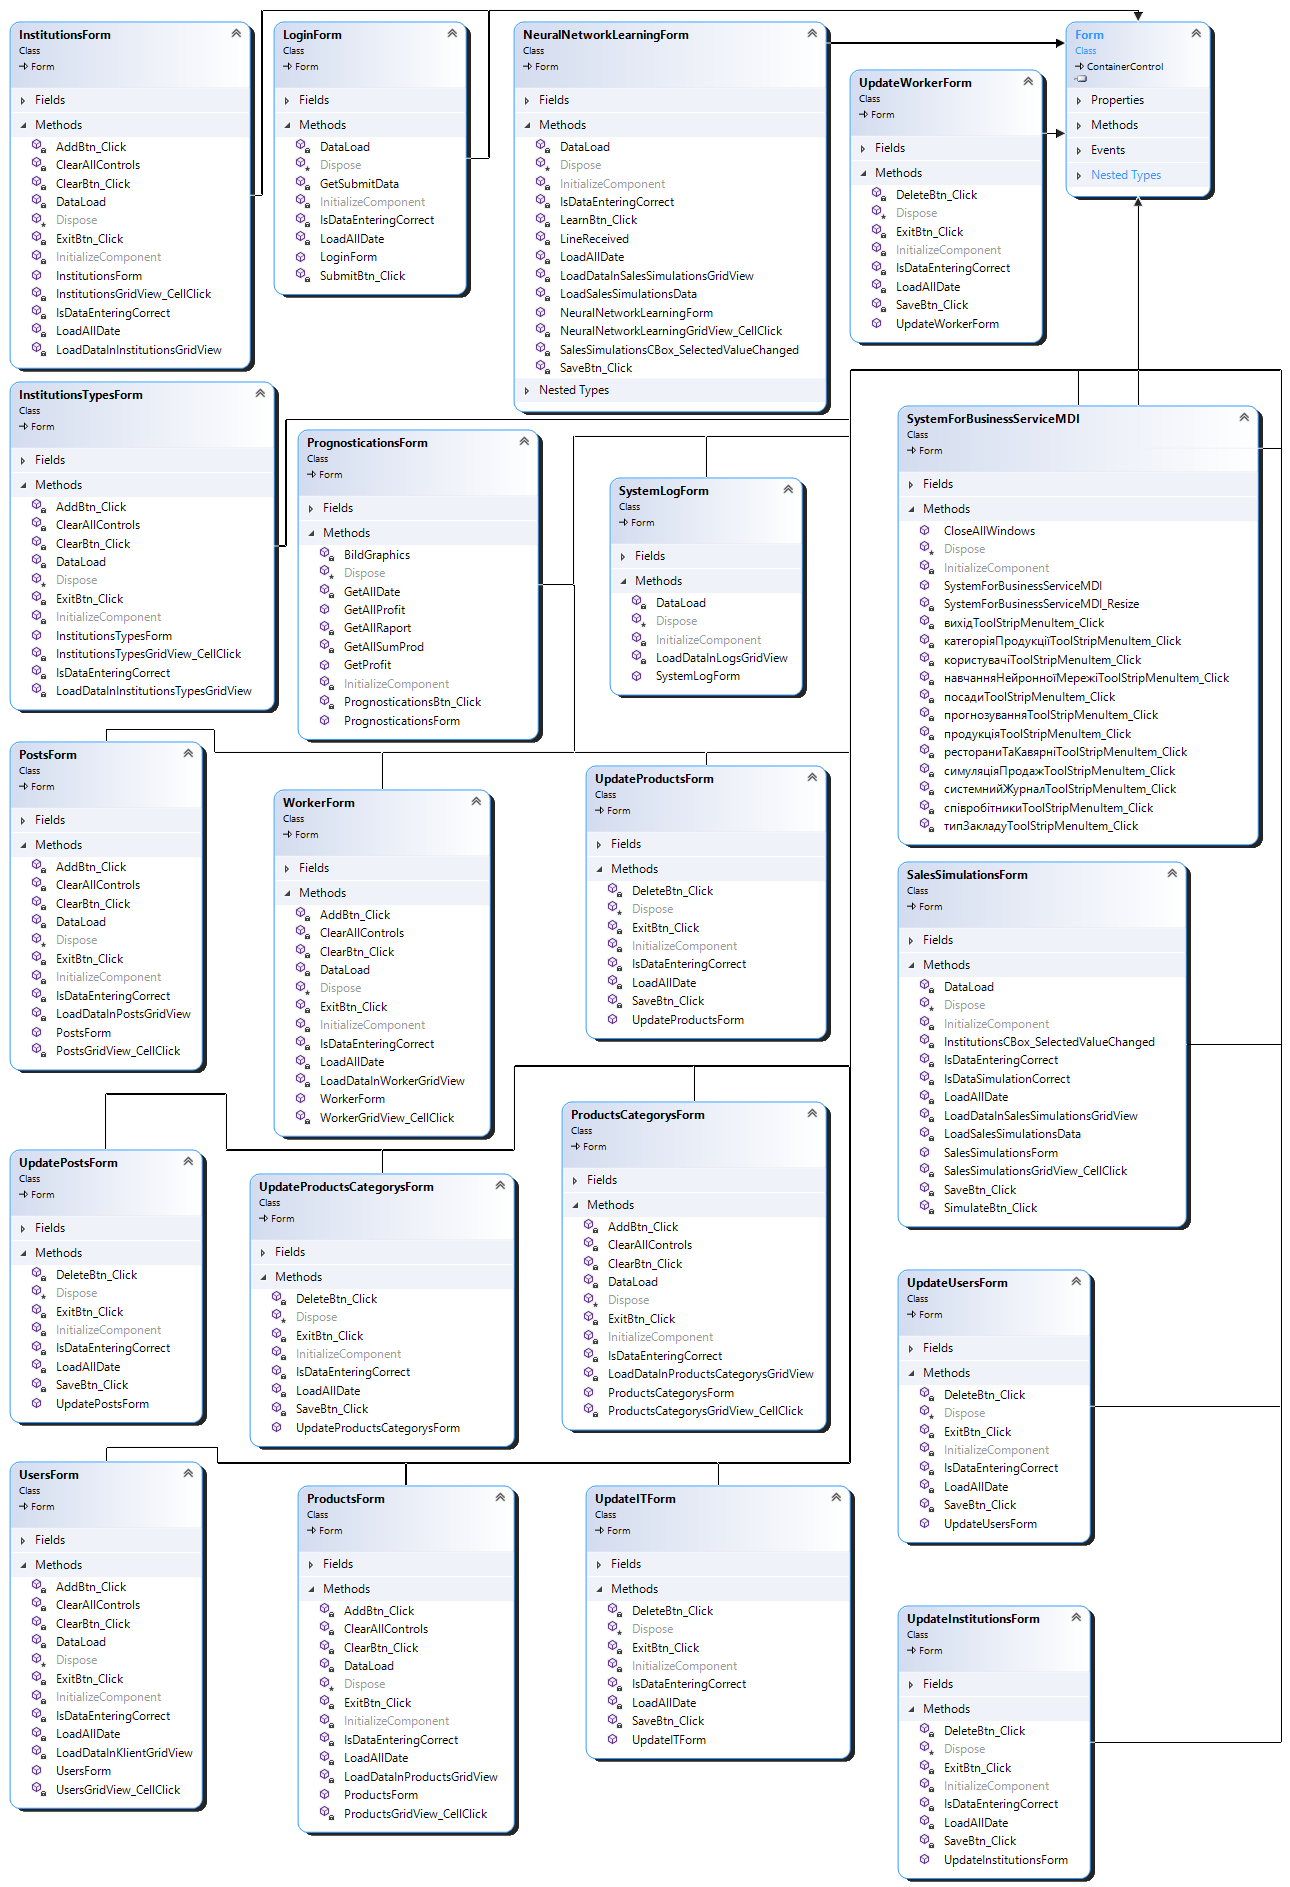 InstitutionsForm
Class
Form
Fields
Methods
AddBtn_Click
ClearAllControls
ClearBtn_Click
DataLoad
Dispose
ExitBtn_Click
InitializeComponent
InstitutionsForm
InstitutionsGridView_CellClick
IsDataEnteringCorrect
LoadAllDate
LoadDataInInstitutionsGridView
LoginForm
Class
Form
Fields
Methods
DataLoad
Dispose
GetSubmitData
InitializeComponent
IsDataEnteringCorrect
LoadAllDate
LoginForm
SubmitBtn_Click
NeuralNetworkLearningForm
Class
Form
Fields
Methods
DataLoad
Dispose
InitializeComponent
IsDataEnteringCorrect
LearnBtn_Click
LineReceived
LoadAllDate
LoadDataInSalesSimulationsGridView
LoadSalesSimulationsData
NeuralNetworkLearningForm
NeuralNetworkLearningGridView_CellClick
SalesSimulationsCBox_SelectedValueChanged
SaveBtn_Click
Nested Types
UpdateWorkerForm
Class
Form
Fields
Methods
DeleteBtn_Click
Dispose
ExitBtn_Click
InitializeComponent
IsDataEnteringCorrect
LoadAllDate
SaveBtn_Click
UpdateWorkerForm
Form
Class
ContainerControl
Properties
Methods
Events
Nested Types
InstitutionsTypesForm
Class
Form
Fields
Methods
AddBtn_Click
ClearAllControls
ClearBtn_Click
DataLoad
Dispose
ExitBtn_Click
InitializeComponent
InstitutionsTypesForm
InstitutionsTypesGridView_CellClick
IsDataEnteringCorrect
LoadDataInInstitutionsTypesGridView
PrognosticationsForm
Class
Form
Fields
Methods
BildGraphics
Dispose
GetAllDate
GetAllProfit
GetAllRaport
GetAllSumProd
GetProfit
InitializeComponent
PrognosticationsBtn_Click
PrognosticationsForm
SystemLogForm
Class
Form
Fields
Methods
DataLoad
Dispose
InitializeComponent
LoadDataInLogsGridView
SystemLogForm
SystemForBusinessServiceMDI
Class
Form
Fields
Methods
CloseAllWindows
Dispose
InitializeComponent
SystemForBusinessServiceMDI
SystemForBusinessServiceMDI_Resize
вихідToolStripMenuItem_Click
категоріяПродукціїToolStripMenuItem_Click
користувачіToolStripMenuItem_Click
навчанняНейронноїМережіToolStripMenuItem_Click
посадиToolStripMenuItem_Click
прогнозуванняToolStripMenuItem_Click
продукціяToolStripMenuItem_Click
ресторaниТаКавярніToolStripMenuItem_Click
симуляціяПродажToolStripMenuItem_Click
системнийЖурналToolStripMenuItem_Click
співробітникиToolStripMenuItem_Click
типЗакладуToolStripMenuItem_Click
PostsForm
Class
Form
Fields
Methods
AddBtn_Click
ClearAllControls
ClearBtn_Click
DataLoad
Dispose
ExitBtn_Click
InitializeComponent
IsDataEnteringCorrect
LoadDataInPostsGridView
PostsForm
PostsGridView_CellClick
WorkerForm
Class
Form
Fields
Methods
AddBtn_Click
ClearAllControls
ClearBtn_Click
DataLoad
Dispose
ExitBtn_Click
InitializeComponent
IsDataEnteringCorrect
LoadAllDate
LoadDataInWorkerGridView
WorkerForm
WorkerGridView_CellClick
UpdateProductsForm
Class
Form
Fields
Methods
DeleteBtn_Click
Dispose
ExitBtn_Click
InitializeComponent
IsDataEnteringCorrect
LoadAllDate
SaveBtn_Click
UpdateProductsForm
SalesSimulationsForm
Class
Form
Fields
Methods
DataLoad
Dispose
InitializeComponent
InstitutionsCBox_SelectedValueChanged
IsDataEnteringCorrect
IsDataSimulationCorrect
LoadAllDate
LoadDataInSalesSimulationsGridView
LoadSalesSimulationsData
SalesSimulationsForm
SalesSimulationsGridView_CellClick
SaveBtn_Click
SimulateBtn_Click
UpdatePostsForm
Class
Form
Fields
Methods
DeleteBtn_Click
Dispose
ExitBtn_Click
InitializeComponent
IsDataEnteringCorrect
LoadAllDate
SaveBtn_Click
UpdatePostsForm
UpdateProductsCategorysForm
Class
Form
Fields
Methods
DeleteBtn_Click
Dispose
ExitBtn_Click
InitializeComponent
IsDataEnteringCorrect
LoadAllDate
SaveBtn_Click
UpdateProductsCategorysForm
ProductsCategorysForm
Class
Form
Fields
Methods
AddBtn_Click
ClearAllControls
ClearBtn_Click
DataLoad
Dispose
ExitBtn_Click
InitializeComponent
IsDataEnteringCorrect
LoadDataInProductsCategorysGridView
ProductsCategorysForm
ProductsCategorysGridView_CellClick
UpdateUsersForm
Class
Form
Fields
Methods
DeleteBtn_Click
Dispose
ExitBtn_Click
InitializeComponent
IsDataEnteringCorrect
LoadAllDate
SaveBtn_Click
UpdateUsersForm
UsersForm
Class
Form
Fields
Methods
AddBtn_Click
ClearAllControls
ClearBtn_Click
DataLoad
Dispose
ExitBtn_Click
InitializeComponent
IsDataEnteringCorrect
LoadAllDate
LoadDataInKlientGridView
UsersForm
UsersGridView_CellClick
ProductsForm
Class
Form
Fields
Methods
AddBtn_Click
ClearAllControls
ClearBtn_Click
DataLoad
Dispose
ExitBtn_Click
InitializeComponent
IsDataEnteringCorrect
LoadAllDate
LoadDataInProductsGridView
ProductsForm
ProductsGridView_CellClick
UpdateITForm
Class
Form
Fields
Methods
DeleteBtn_Click
Dispose
ExitBtn_Click
InitializeComponent
IsDataEnteringCorrect
LoadAllDate
SaveBtn_Click
UpdateITForm
UpdateInstitutionsForm
Class
Form
Fields
Methods
DeleteBtn_Click
Dispose
ExitBtn_Click
InitializeComponent
IsDataEnteringCorrect
LoadAllDate
SaveBtn_Click
UpdateInstitutionsForm